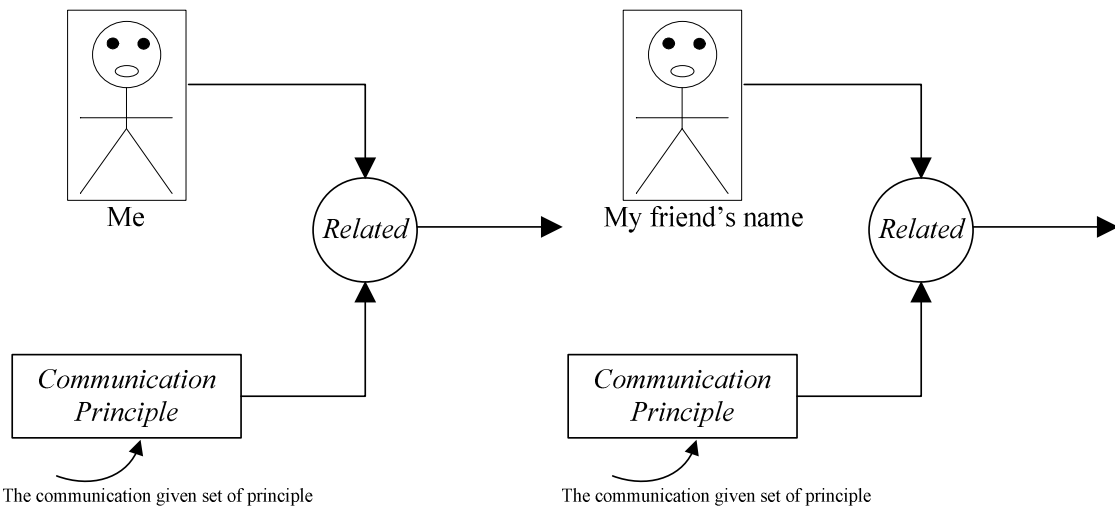 Me
Related
Communication
Principle
The communication given set of principle
My friend’s name
Related
Communication
Principle
The communication given set of principle